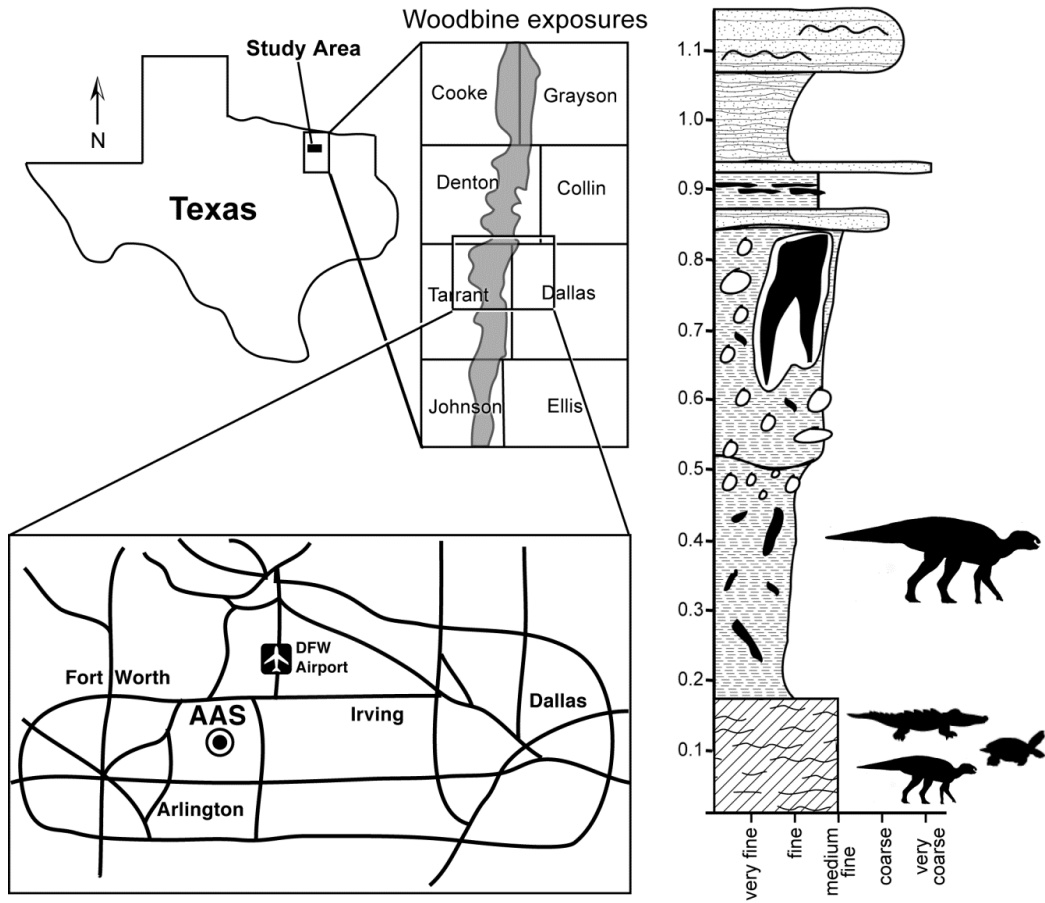 Woodbine exposures
Study Area
N
Texas
Cooke
Grayson
Denton
Collin
Tarrant
Dallas
Johnson
Ellis
DFW
Airport
Fort Worth
Dallas
AAS
Irving
Arlington
1.1
1.0
0.9
0.8
0.7
0.6
0.5
0.4
0.3
0.2
0.1
very fine
fine
medium
fine
coarse
very
coarse